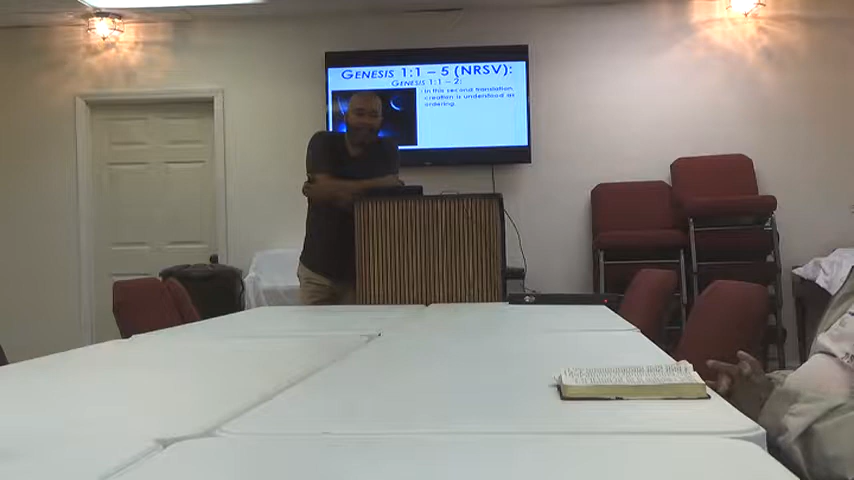 GENESIS 1:1 – 5 (NRSV):
GENESIS 1:1 – 2:
In this second translation,
creation is understood as
ordering.